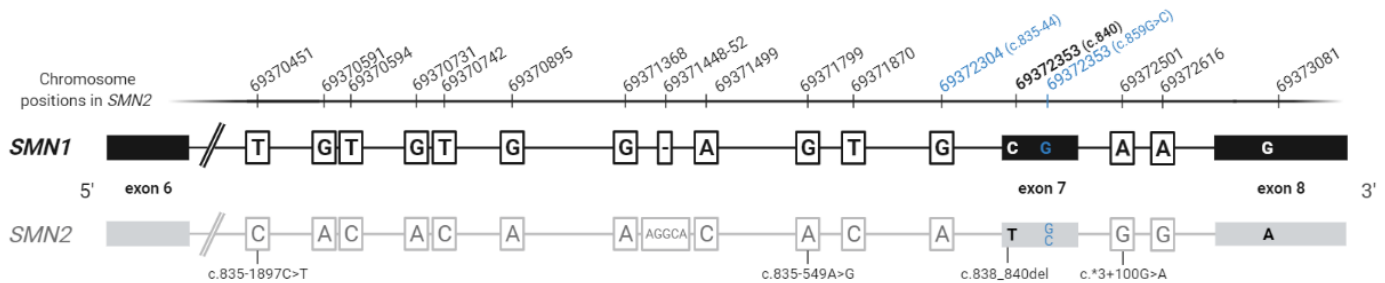 69370451 69370591 69370594 69370731 69370742 69370895 69371368 69371448-52 69371499 69371799 69371870 69372304 (c.835-44) 69372353 (c.840) 69372353 (c.859G>C) 69372501 69372616 69373081
Chromosome
positions in SMN2
SMN1 T G T G T G G - A G T G C G A A G
5' exon 6 exon 7 exon 8 3'
SMN2 C A C A C A A AGGCA C A C A T G C G G A
c.835-1897C>T c.835-549A>G c.838_840del c.*3+100G>A